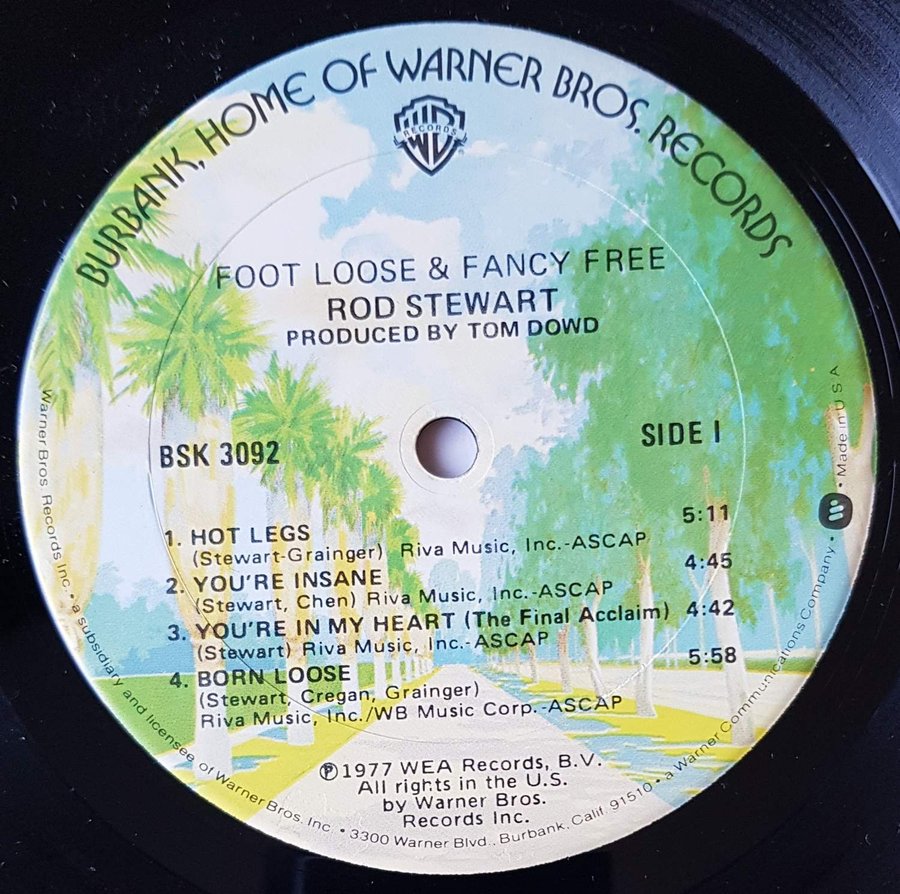 BURBANK, HOME OF WARNER BROS. RECORDS
WB
RECORDS
FOOT LOOSE & FANCY FREE
ROD STEWART
PRODUCED BY TOM DOWD
BSK 3092
SIDE 1
1. HOT LEGS 5:11
(Stewart-Grainger) Riva Music, Inc.-ASCAP
2. YOU'RE INSANE 4:45
(Stewart, Chen) Riva Music, Inc.-ASCAP
3. YOU'RE IN MY HEART (The Final Acclaim) 4:42
(Stewart) Riva Music, Inc.-ASCAP
4. BORN LOOSE 5:58
(Stewart, Cregan, Grainger)
Riva Music, Inc./WB Music Corp.-ASCAP
℗1977 WEA Records, B.V.
All rights in the U.S.
by Warner Bros.
Records Inc.
Warner Bros. Records Inc. • a subsidiary and licensee of Warner Bros. Inc. • 3300 Warner Blvd., Burbank, Calif. 91510 • a Warner Communications Company • Made in U S A